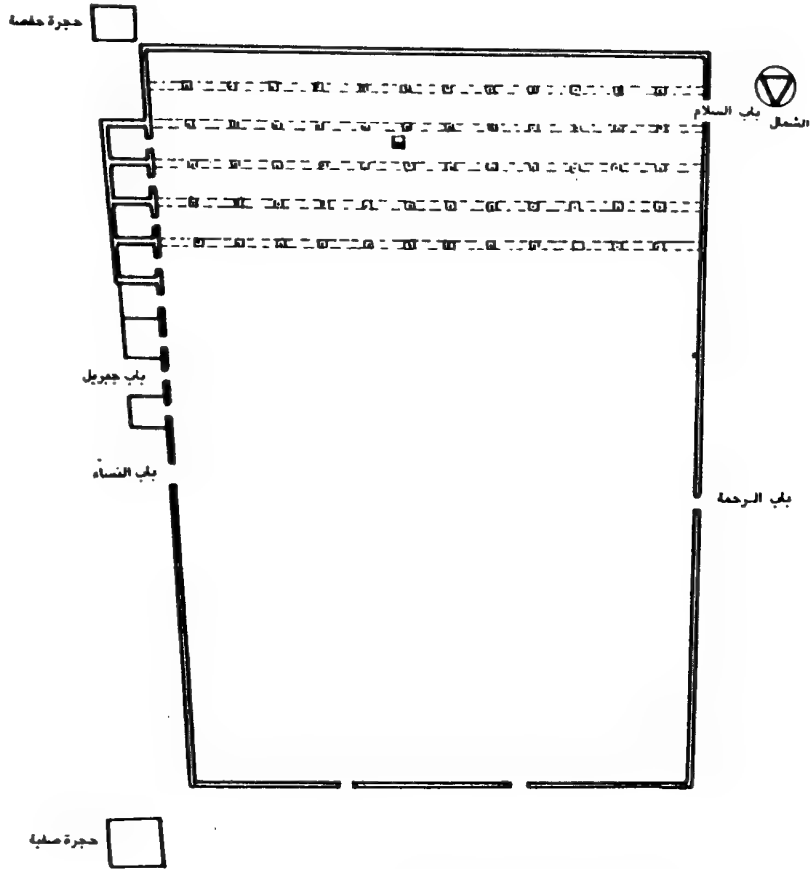 حجرة حفصة
باب السلام
الشمال
باب جبريل
باب النساء
باب الرحمة
حجرة صفية